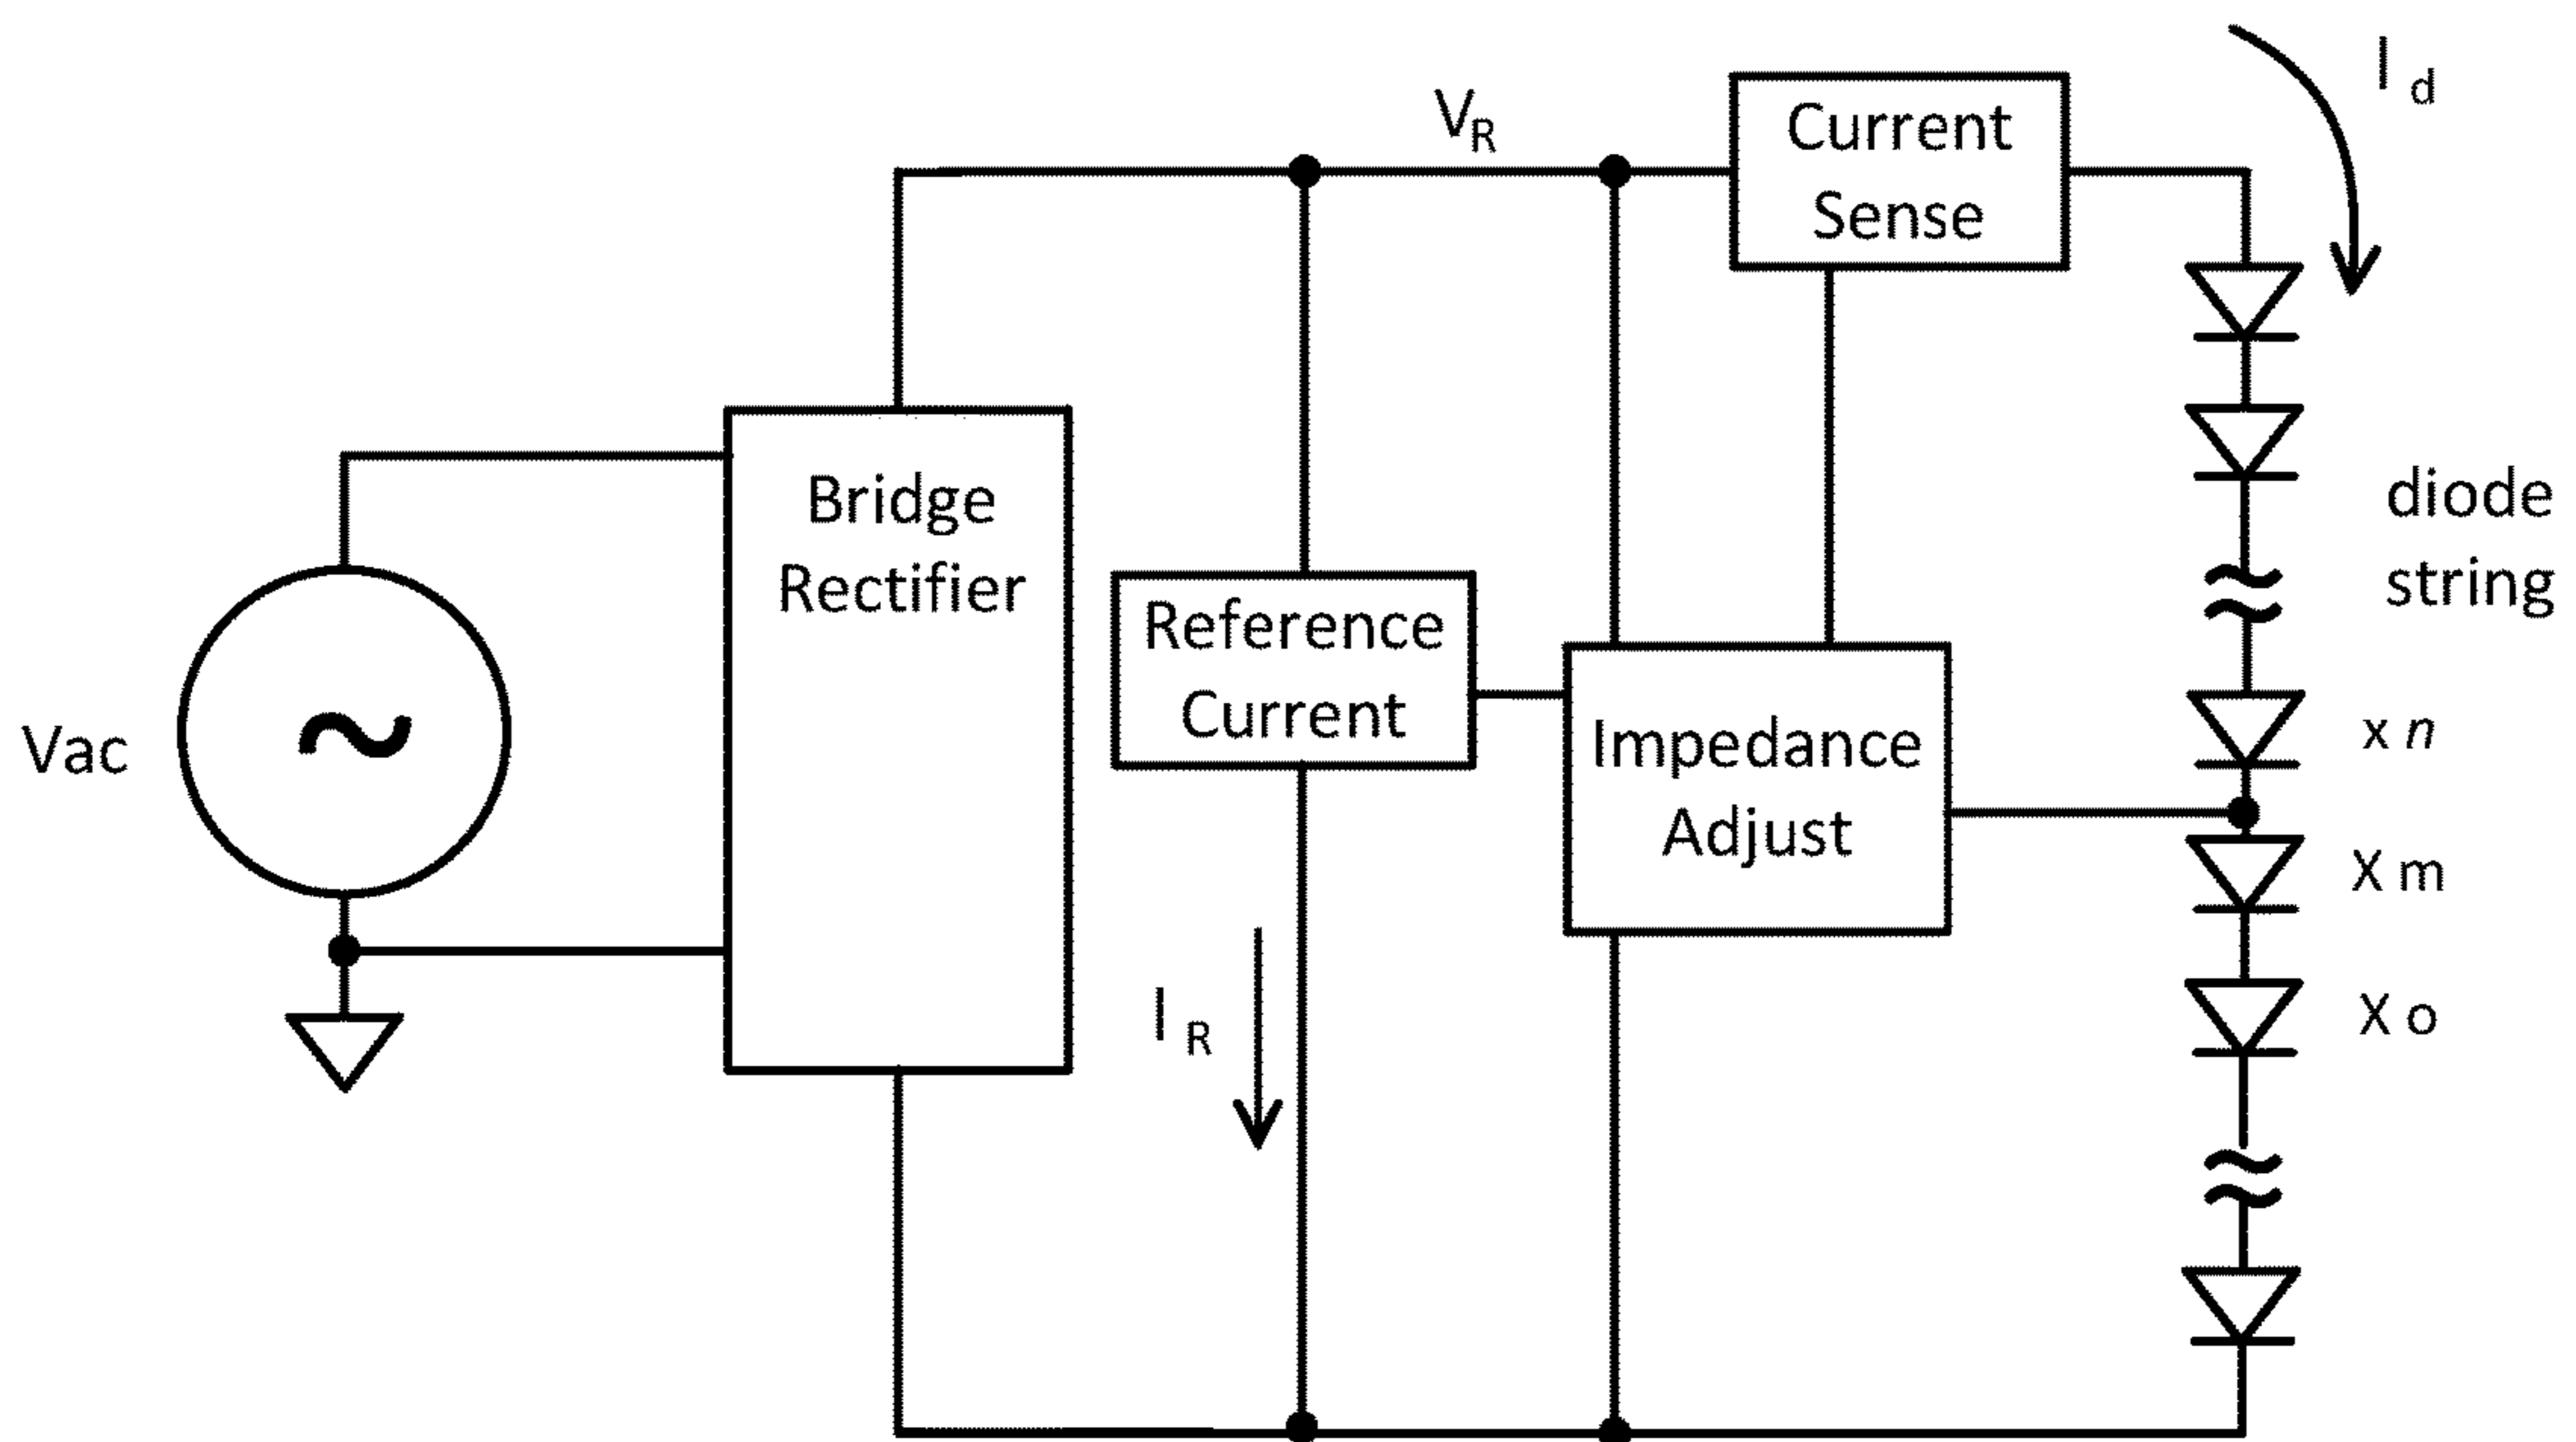 I d
VR
Current
Sense
Bridge
Rectifier
diode
string
Reference
Current
Vac
Impedance
Adjust
x n
X m
I R
X o